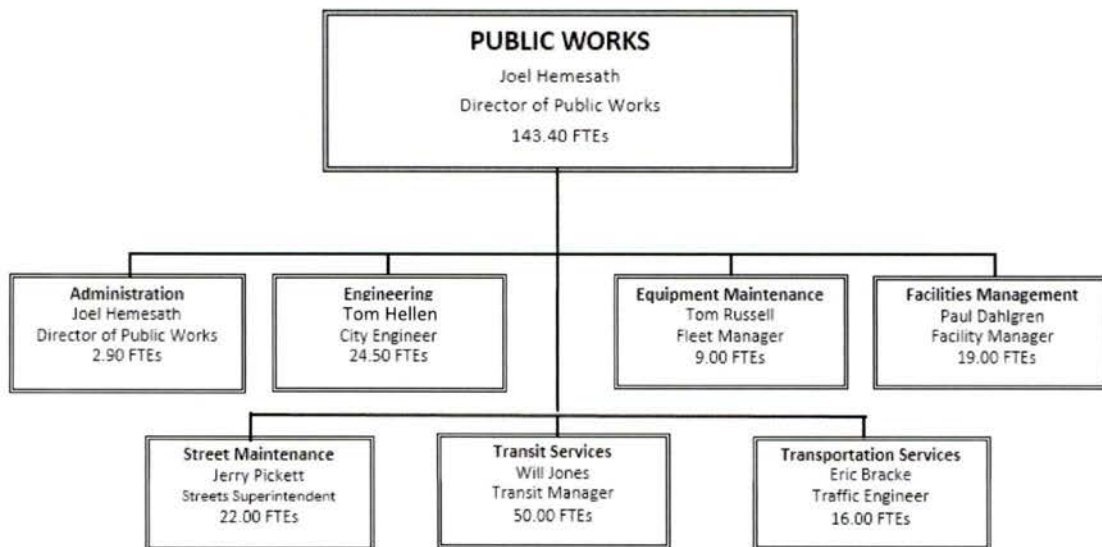 PUBLIC WORKS
Joel Hemesath
Director of Public Works
143.40 FTEs
Administration
Joel Hemesath
Director of Public Works
2.90 FTEs
Engineering
Tom Hellen
City Engineer
24.50 FTEs
Equipment Maintenance
Tom Russell
Fleet Manager
9.00 FTEs
Facilities Management
Paul Dahlgren
Facility Manager
19.00 FTEs
Street Maintenance
Jerry Pickett
Streets Superintendent
22.00 FTEs
Transit Services
Will Jones
Transit Manager
50.00 FTEs
Transportation Services
Eric Bracke
Traffic Engineer
16.00 FTEs